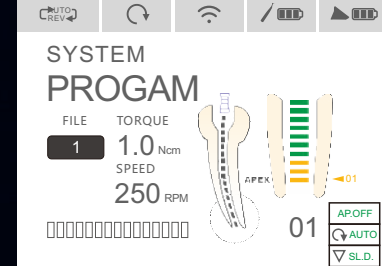 AUTO
REV
SYSTEM
PROGAM
FILE
TORQUE
1
1.0 Ncm
SPEED
250 RPM
APEX
01
01
AP.OFF
AUTO
SL.D.